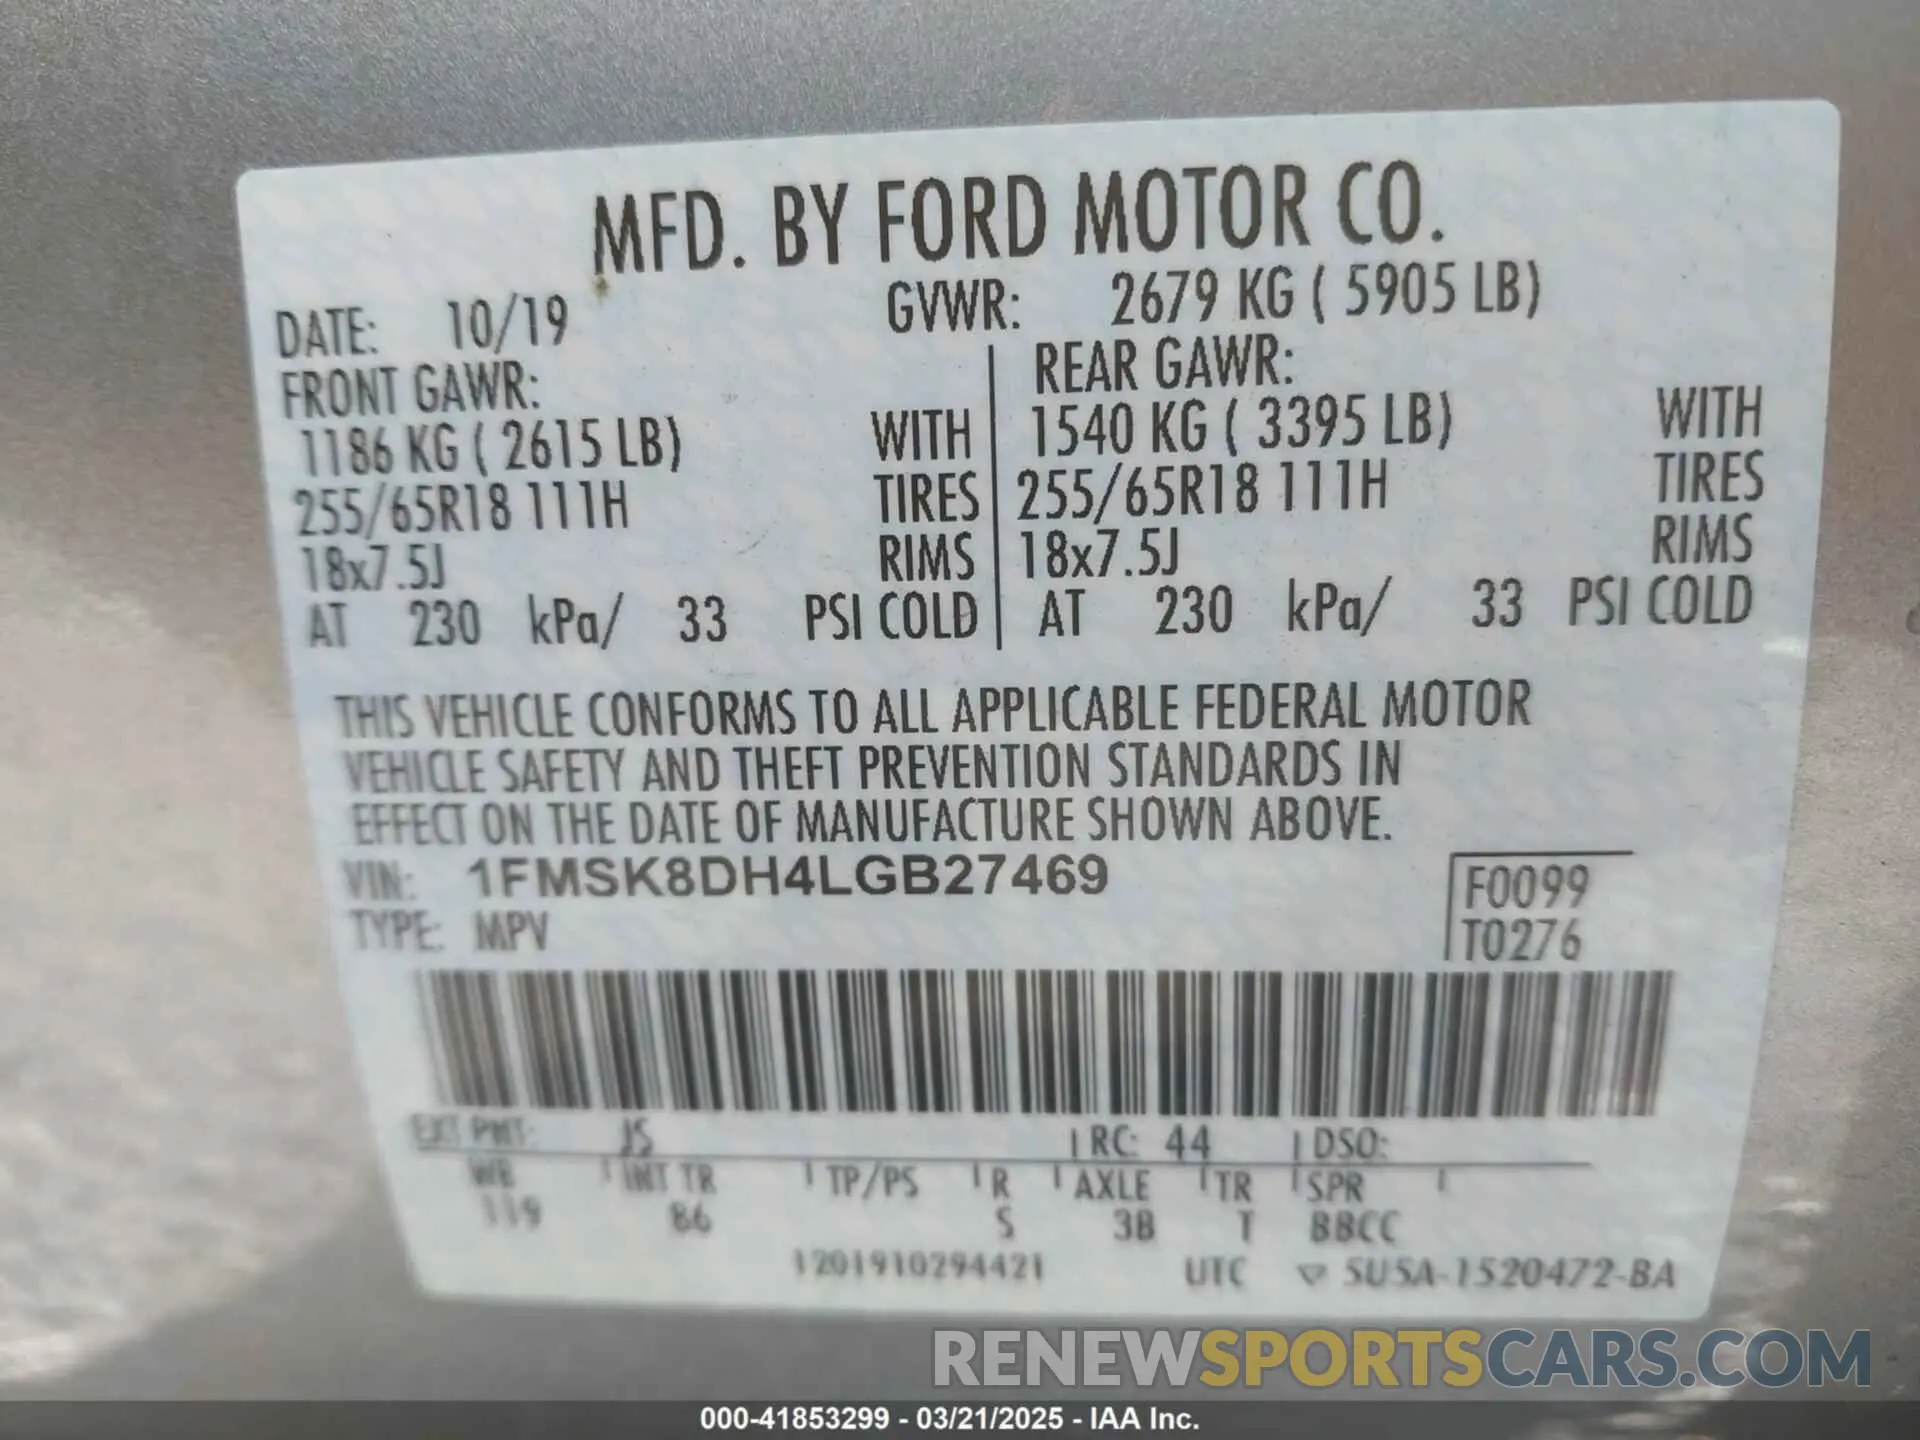 MFD. BY FORD MOTOR CO.
DATE: 10/19 GVWR: 2679 KG ( 5905 LB)
FRONT GAWR: REAR GAWR:
1186 KG ( 2615 LB) WITH 1540 KG ( 3395 LB) WITH
255/65R18 111H TIRES 255/65R18 111H TIRES
18x7.5J RIMS 18x7.5J RIMS
AT 230 kPa/ 33 PSI COLD AT 230 kPa/ 33 PSI COLD
THIS VEHICLE CONFORMS TO ALL APPLICABLE FEDERAL MOTOR
VEHICLE SAFETY AND THEFT PREVENTION STANDARDS IN
EFFECT ON THE DATE OF MANUFACTURE SHOWN ABOVE.
VIN: 1FMSK8DH4LGB27469
F0099
TYPE: MPV
T0276
EXT PNT: JS RC: 44 DSO:
WB INT TR TP/PS R AXLE TR SPR
119 86 S 3B T BBCC
1201910294421 UTC ▽ 5U5A-1520472-BA
RENEWSPORTSCARS.COM
000-41853299 - 03/21/2025 - IAA Inc.